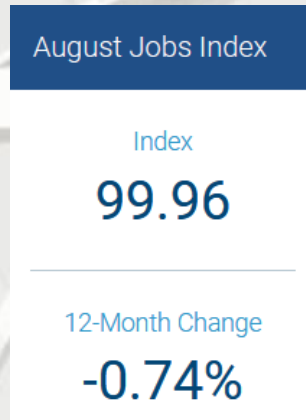 August Jobs Index
Index
99.96
12-Month Change
-0.74%